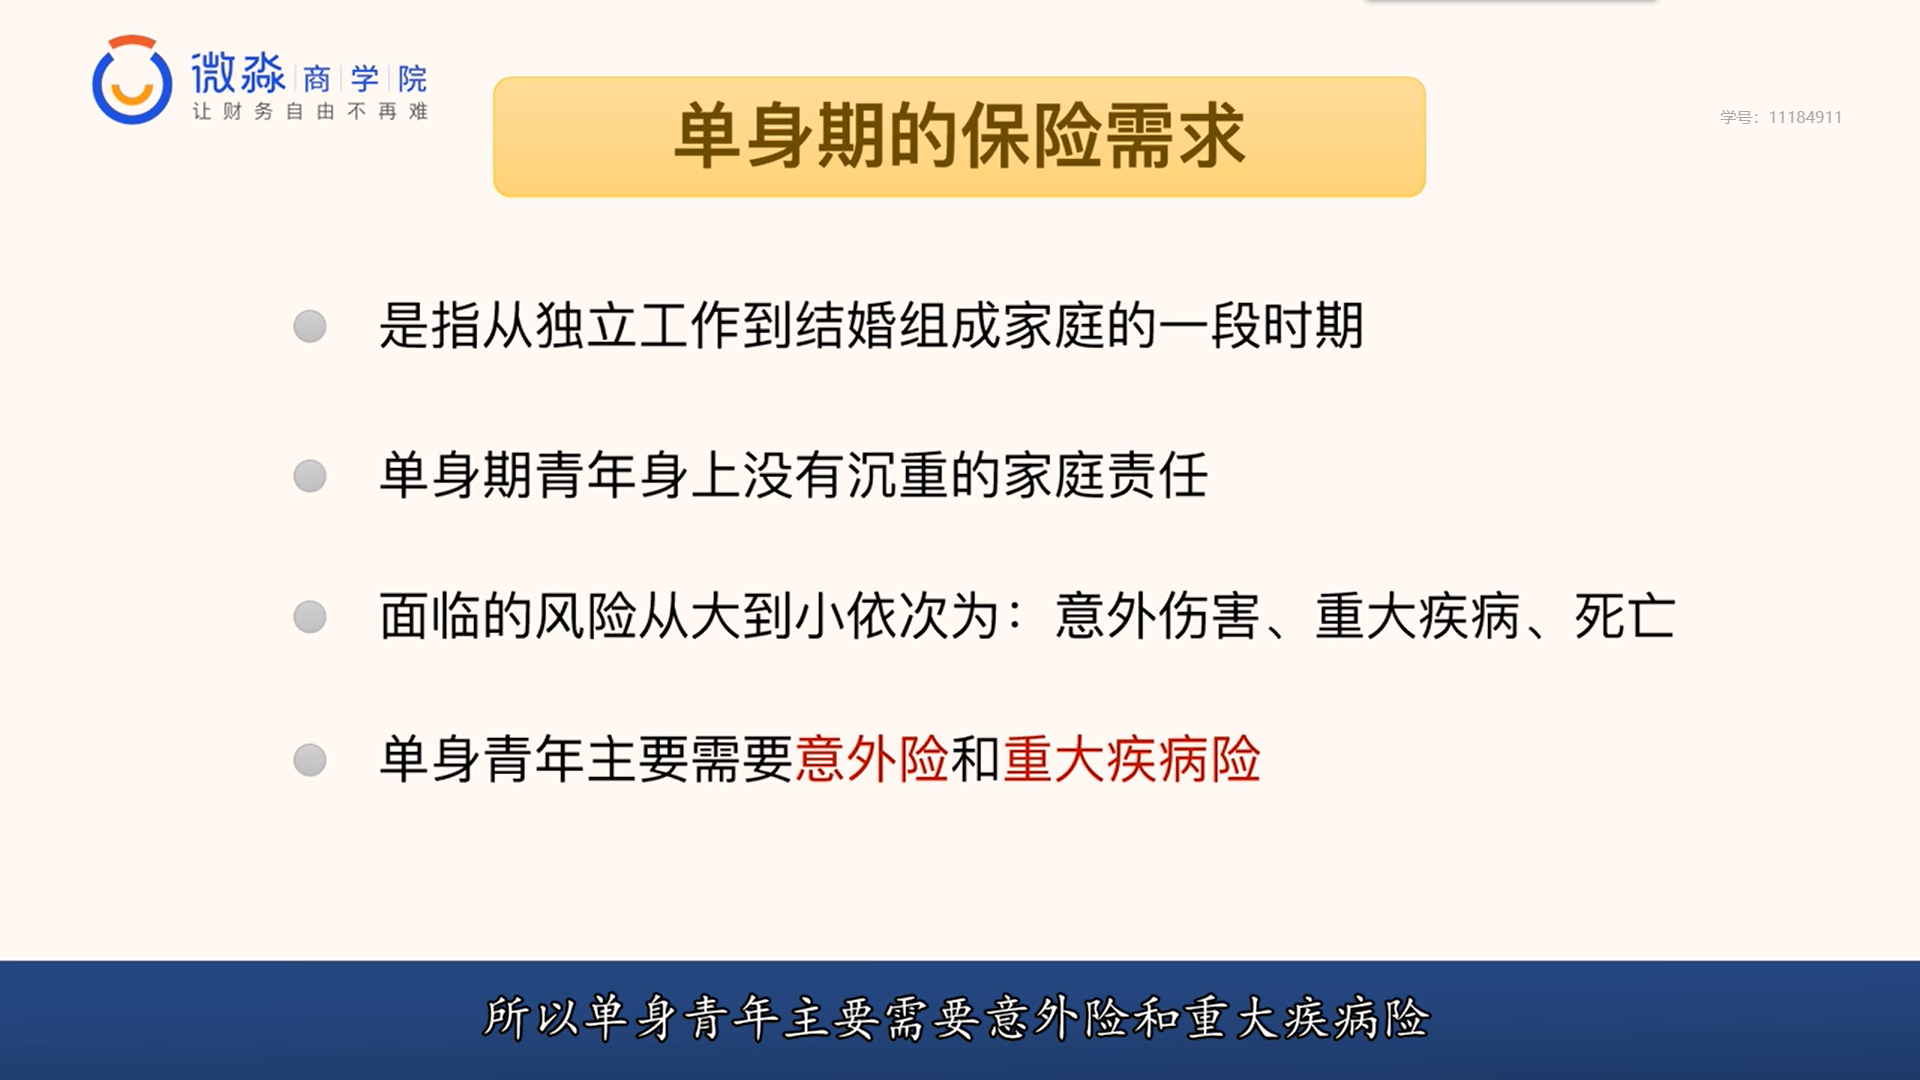 微淼商学院
让财务自由不再难
单身期的保险需求
学号：11184911
是指从独立工作到结婚组成家庭的一段时期
单身期青年身上没有沉重的家庭责任
面临的风险从大到小依次为：意外伤害、重大疾病、死亡
单身青年主要需要意外险和重大疾病险
所以单身青年主要需要意外险和重大疾病险